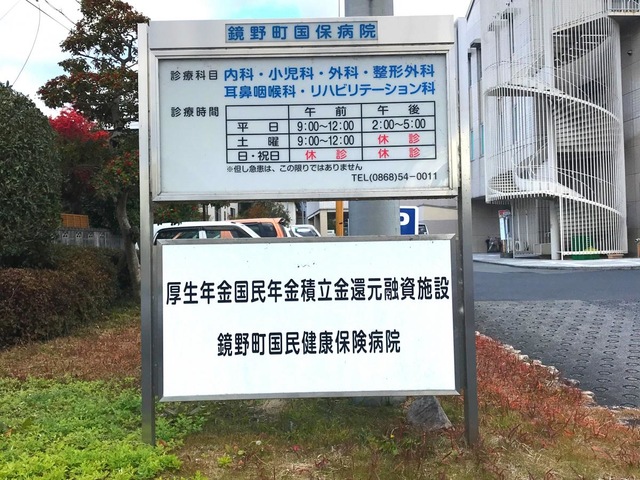 鏡野町国保病院
診療科目 内科・小児科・外科・整形外科
耳鼻咽喉科・リハビリテーション科
診療時間 午前 午後
平日 9:00～12:00 2:00～5:00
土曜 9:00～12:00 休診
日・祝日 休診 休診
※但し急患は、この限りではありません
TEL(0868)54-0011
P
厚生年金国民年金積立金還元融資施設
鏡野町国民健康保険病院